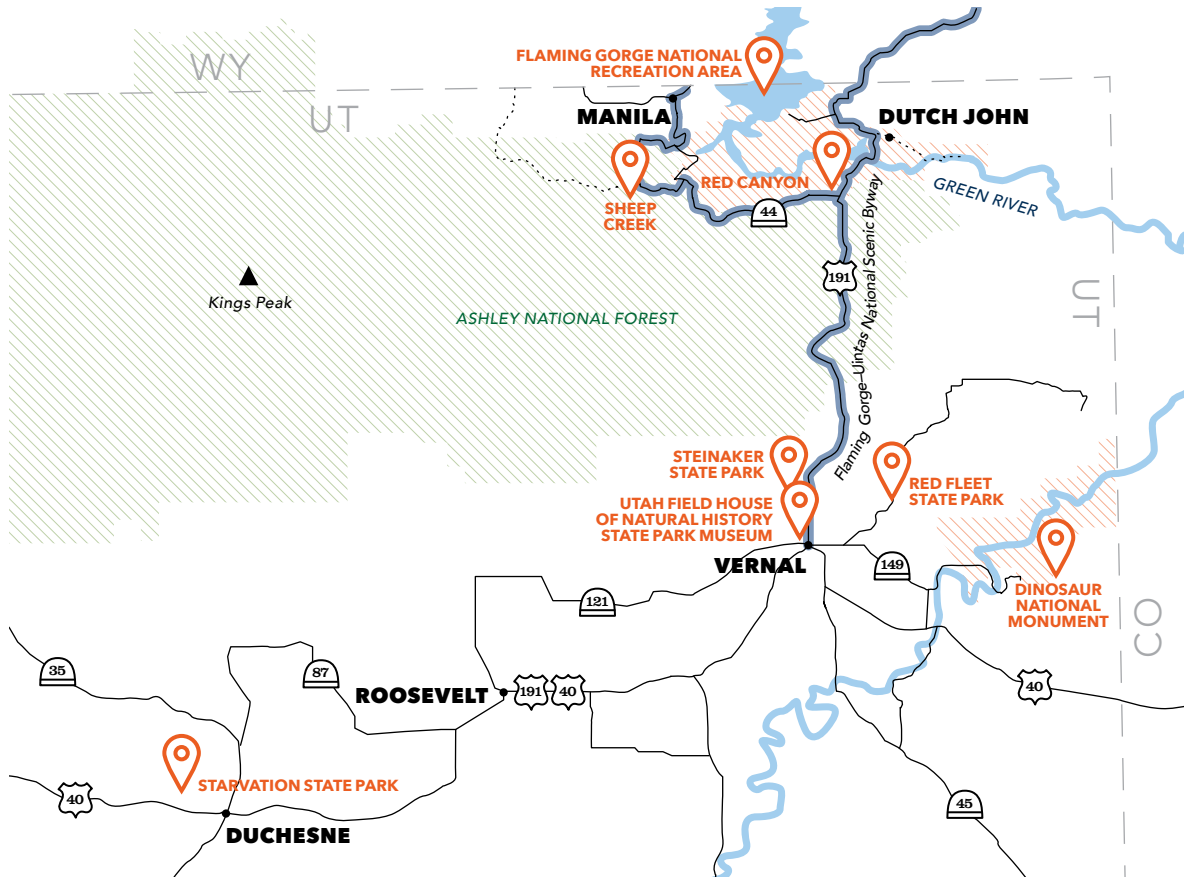 FLAMING GORGE NATIONAL
RECREATION AREA
WY
UT
MANILA
DUTCH JOHN
RED CANYON
SHEEP
CREEK
GREEN RIVER
44
191
Flaming Gorge–Uintas National Scenic Byway
Kings Peak
ASHLEY NATIONAL FOREST
UT
STEINAKER
STATE PARK
RED FLEET
STATE PARK
UTAH FIELD HOUSE
OF NATURAL HISTORY
STATE PARK MUSEUM
VERNAL
149
DINOSAUR
NATIONAL
MONUMENT
CO
121
35
87
ROOSEVELT
191
40
40
STARVATION STATE PARK
40
DUCHESNE
45